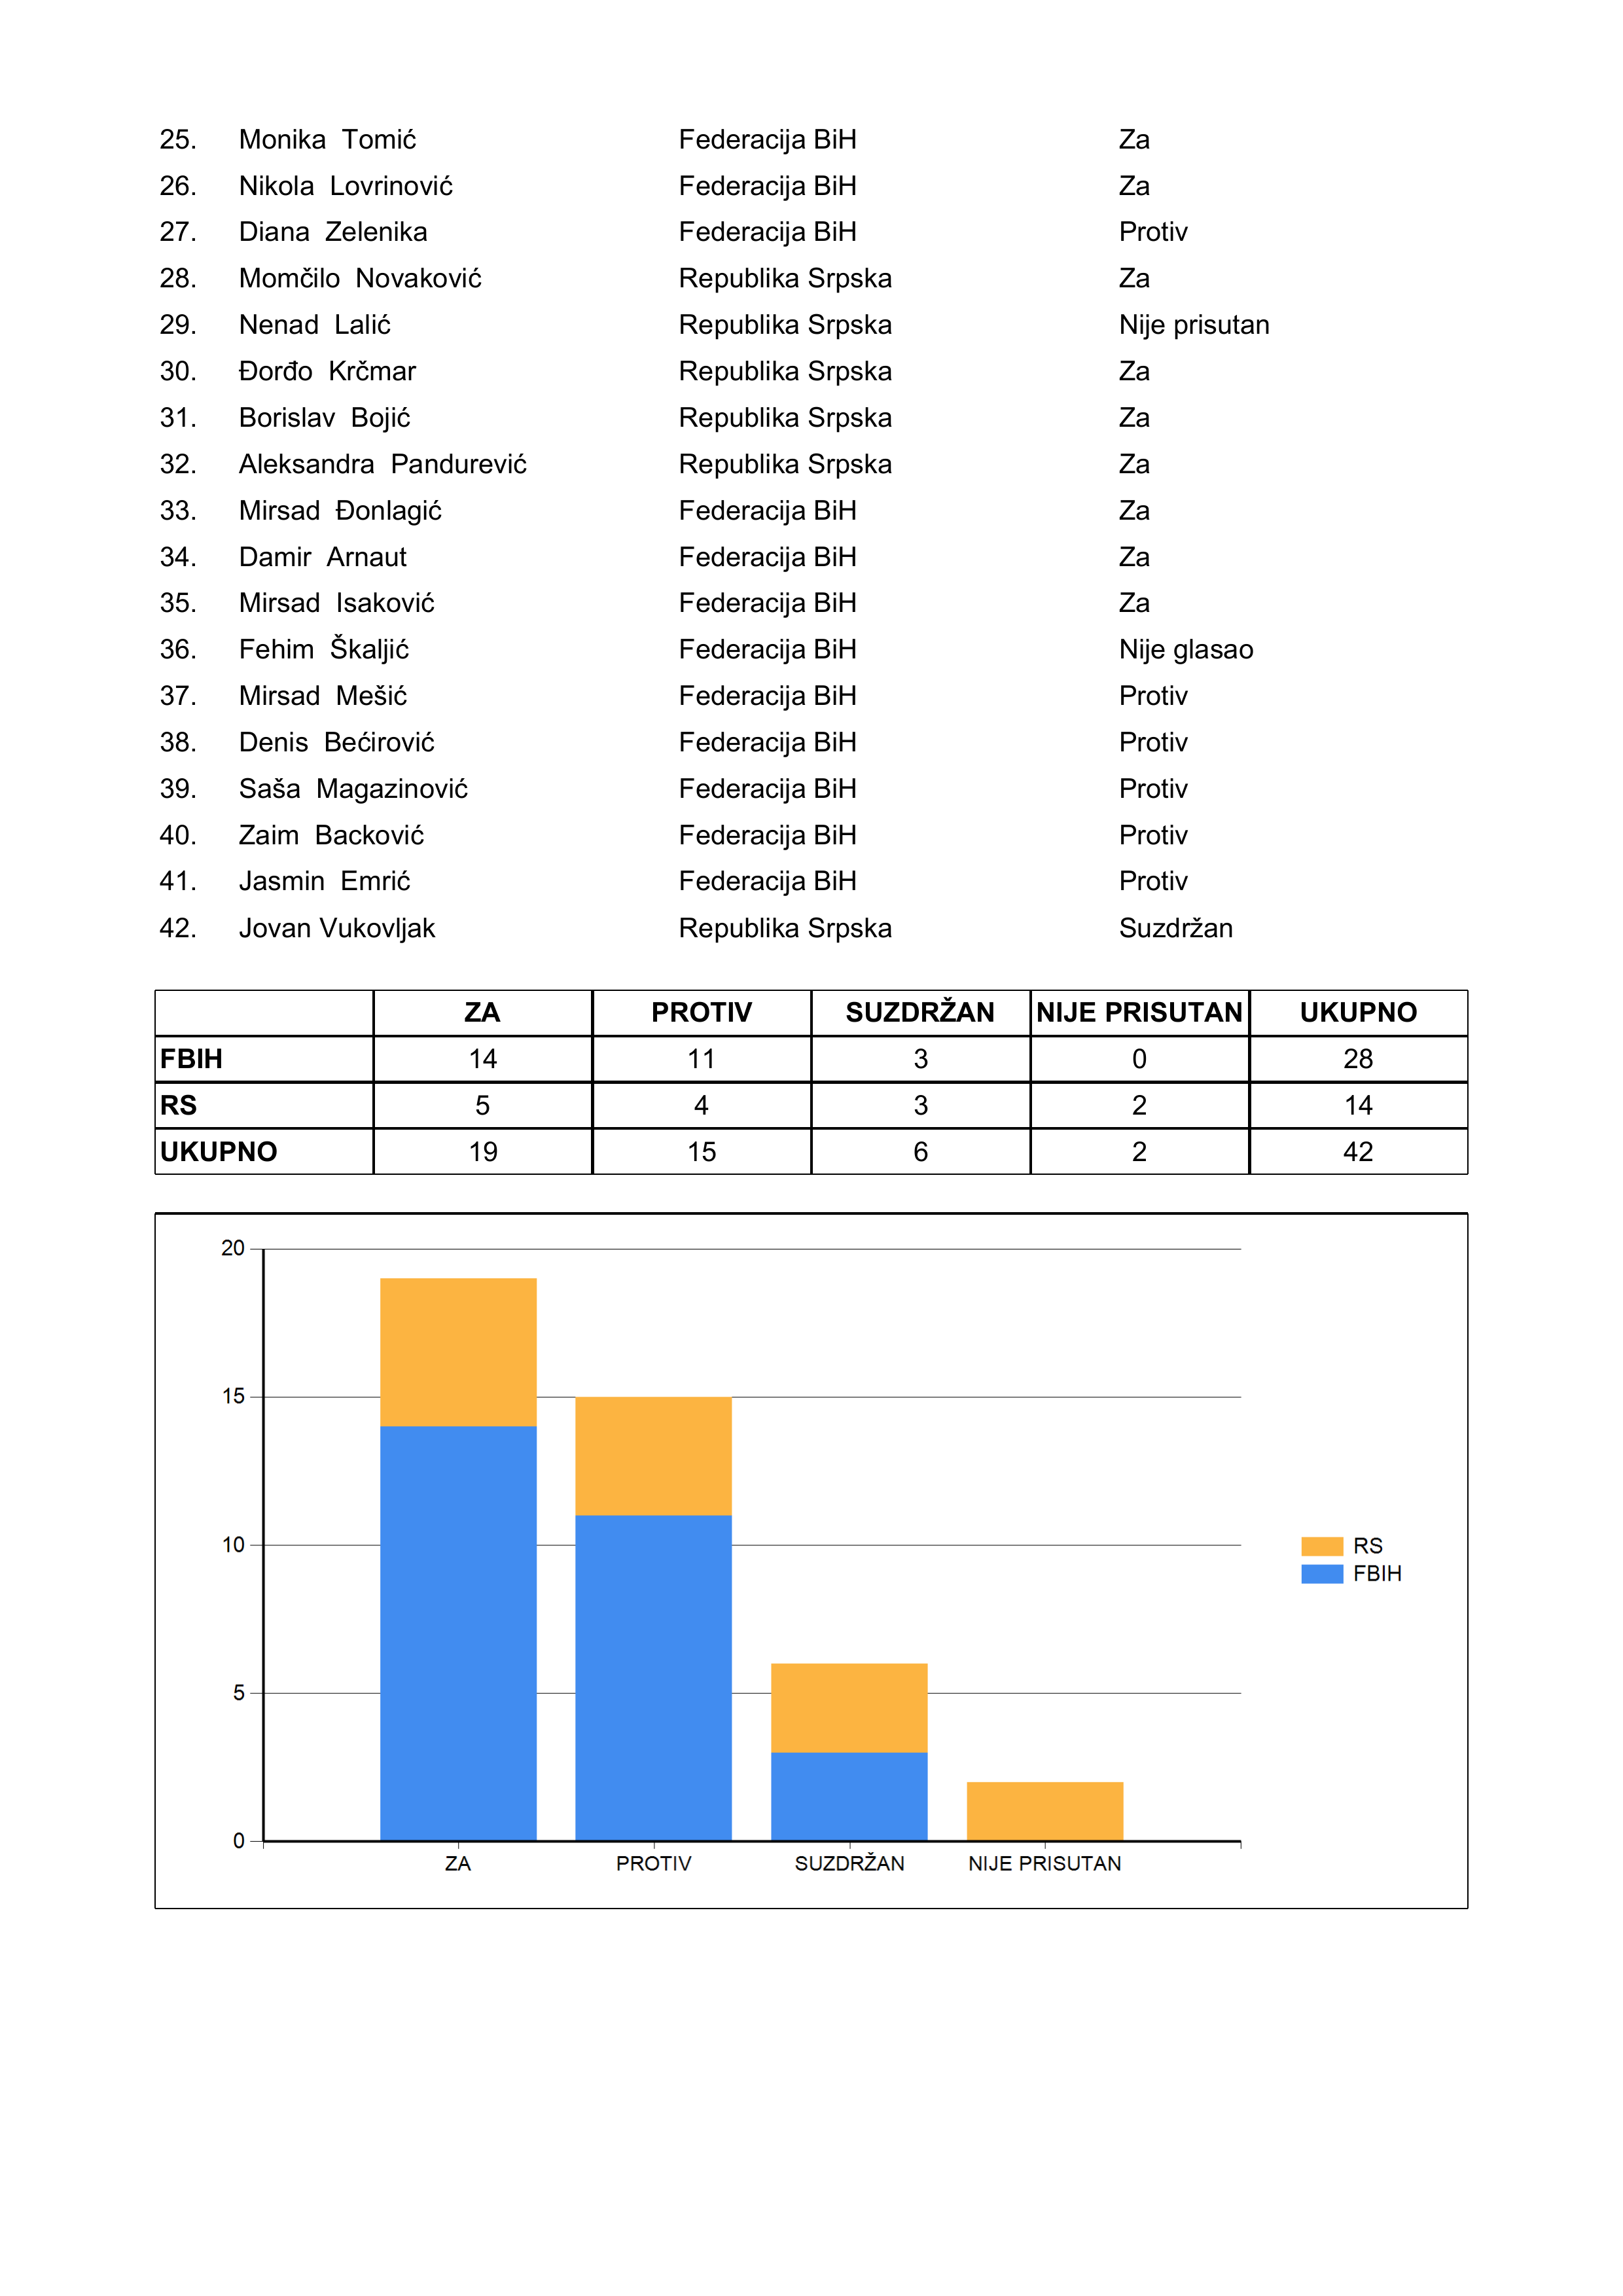 25. Monika Tomić Federacija BiH Za
26. Nikola Lovrinović Federacija BiH Za
27. Diana Zelenika Federacija BiH Protiv
28. Momčilo Novaković Republika Srpska Za
29. Nenad Lalić Republika Srpska Nije prisutan
30. Đorđo Krčmar Republika Srpska Za
31. Borislav Bojić Republika Srpska Za
32. Aleksandra Pandurević Republika Srpska Za
33. Mirsad Đonlagić Federacija BiH Za
34. Damir Arnaut Federacija BiH Za
35. Mirsad Isaković Federacija BiH Za
36. Fehim Škaljić Federacija BiH Nije glasao
37. Mirsad Mešić Federacija BiH Protiv
38. Denis Bećirović Federacija BiH Protiv
39. Saša Magazinović Federacija BiH Protiv
40. Zaim Backović Federacija BiH Protiv
41. Jasmin Emrić Federacija BiH Protiv
42. Jovan Vukovljak Republika Srpska Suzdržan
ZA PROTIV SUZDRŽAN NIJE PRISUTAN UKUPNO
FBIH 14 11 3 0 28
RS 5 4 3 2 14
UKUPNO 19 15 6 2 42
20
15
10
5
0
ZA PROTIV SUZDRŽAN NIJE PRISUTAN
RS
FBIH